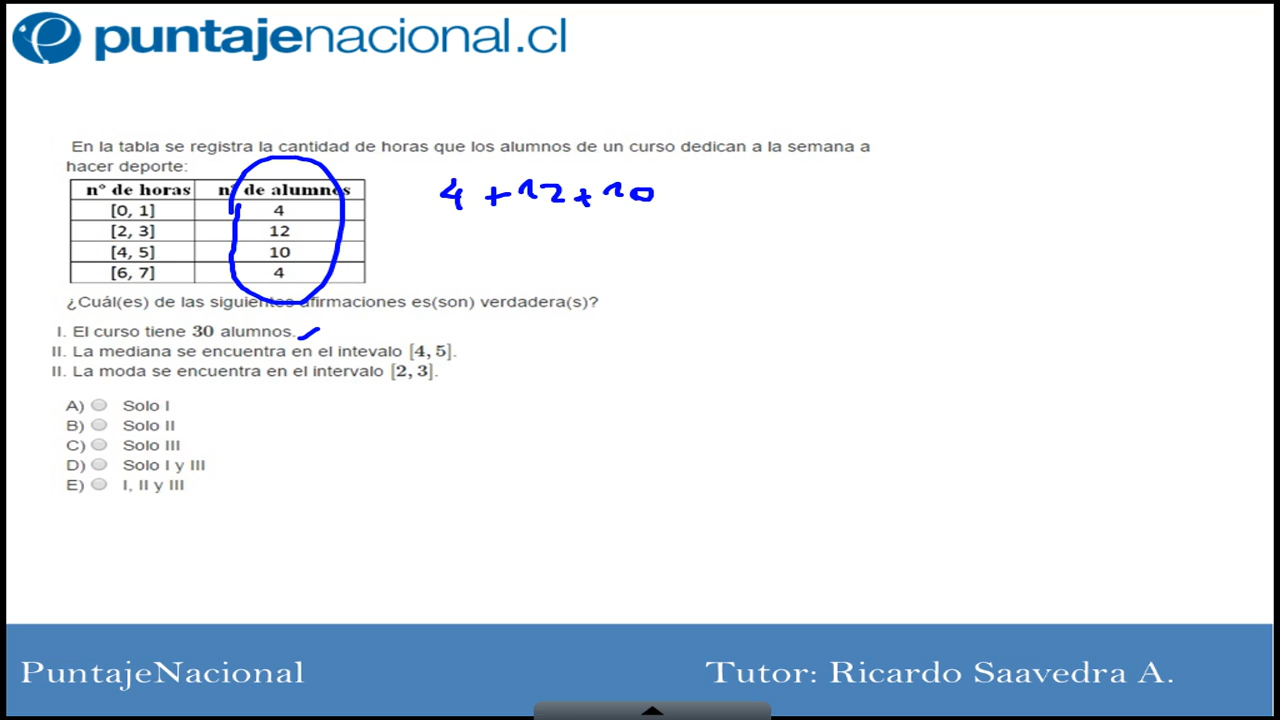 puntajenacional.cl
En la tabla se registra la cantidad de horas que los alumnos de un curso dedican a la semana a
hacer deporte:
n° de horas n° de alumnos
[0, 1] 4
[2, 3] 12
[4, 5] 10
[6, 7] 4
4 + 12 + 10
¿Cuál(es) de las siguientes afirmaciones es(son) verdadera(s)?
I. El curso tiene 30 alumnos.
II. La mediana se encuentra en el intevalo [4, 5].
II. La moda se encuentra en el intervalo [2, 3].
A) Solo I
B) Solo II
C) Solo III
D) Solo I y III
E) I, II y III
PuntajeNacional
Tutor: Ricardo Saavedra A.